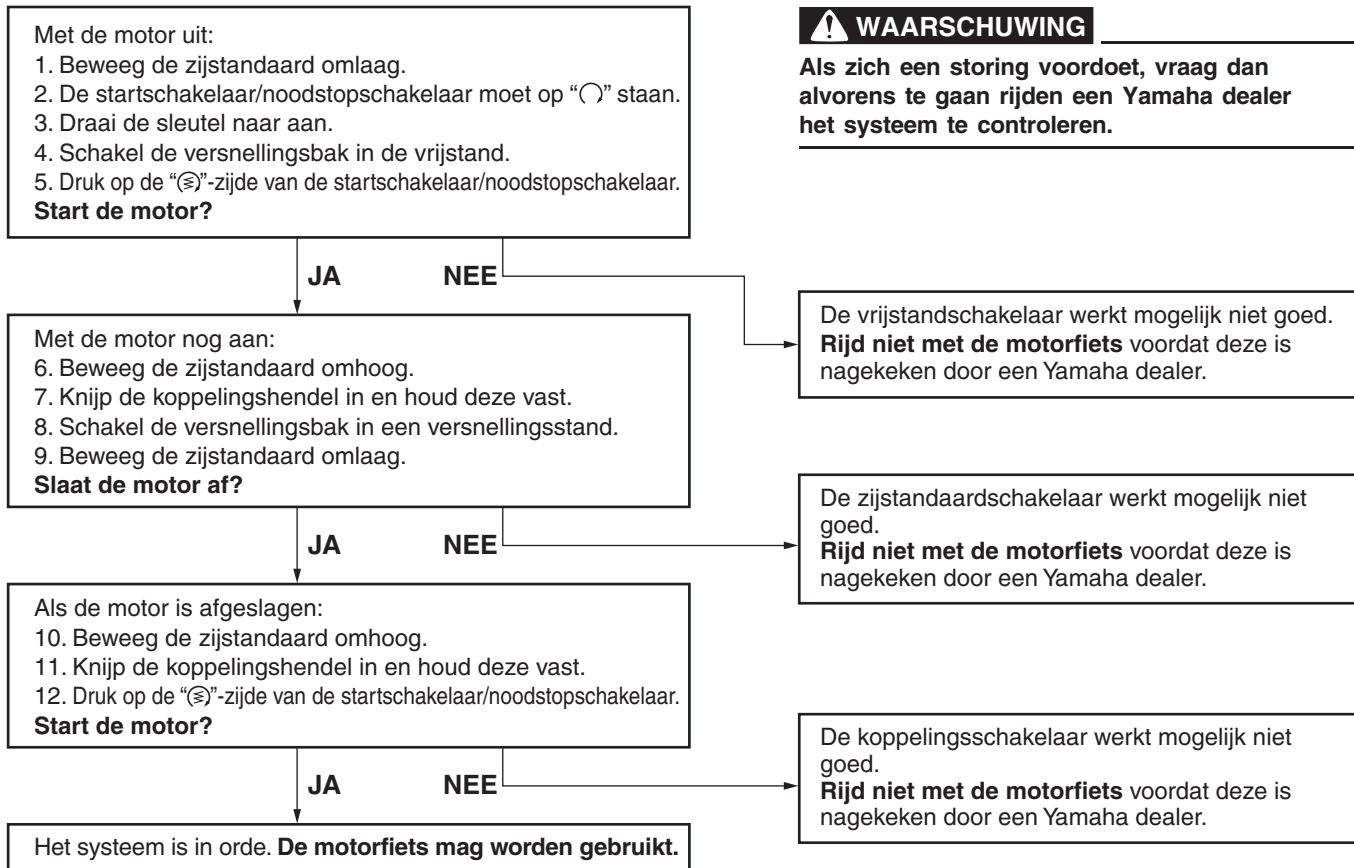 Met de motor uit:
1. Beweeg de zijstandaard omlaag.
2. De startschakelaar/noodstopschakelaar moet op “○” staan.
3. Draai de sleutel naar aan.
4. Schakel de versnellingsbak in de vrijstand.
5. Druk op de “”-zijde van de startschakelaar/noodstopschakelaar.
Start de motor?
WAARSCHUWING
Als zich een storing voordoet, vraag dan
alvorens te gaan rijden een Yamaha dealer
het systeem te controleren.
JA NEE
De vrijstandschakelaar werkt mogelijk niet goed.
Rijd niet met de motorfiets voordat deze is
nagekeken door een Yamaha dealer.
Met de motor nog aan:
6. Beweeg de zijstandaard omhoog.
7. Knijp de koppelingshendel in en houd deze vast.
8. Schakel de versnellingsbak in een versnellingsstand.
9. Beweeg de zijstandaard omlaag.
Slaat de motor af?
JA NEE
De zijstandaardschakelaar werkt mogelijk niet
goed.
Rijd niet met de motorfiets voordat deze is
nagekeken door een Yamaha dealer.
Als de motor is afgeslagen:
10. Beweeg de zijstandaard omhoog.
11. Knijp de koppelingshendel in en houd deze vast.
12. Druk op de “”-zijde van de startschakelaar/noodstopschakelaar.
Start de motor?
JA NEE
De koppelingsschakelaar werkt mogelijk niet
goed.
Rijd niet met de motorfiets voordat deze is
nagekeken door een Yamaha dealer.
Het systeem is in orde. De motorfiets mag worden gebruikt.